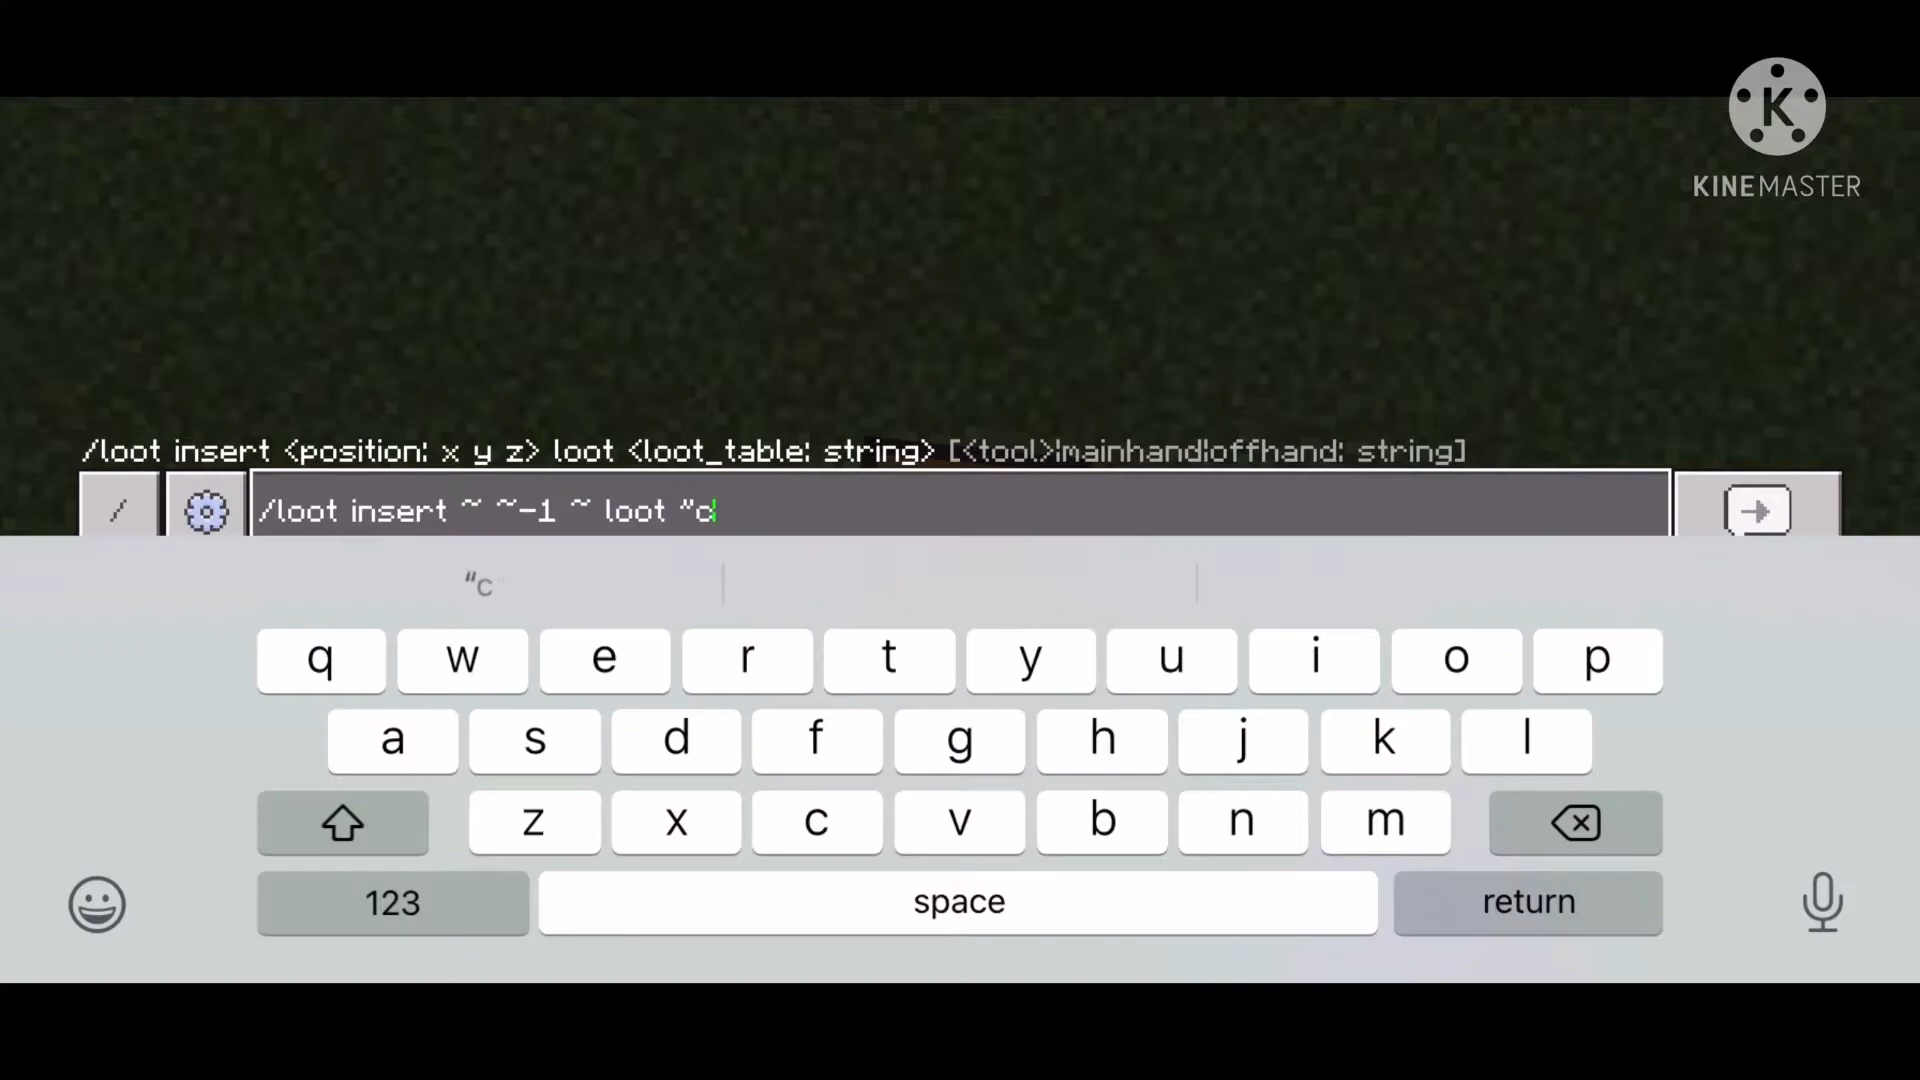 K
KINEMASTER
/loot insert <position: x y z> loot <loot_table: string> [<tool>|mainhand|offhand: string]
/
/loot insert ~ ~-1 ~ loot "c
"c
q w e r t y u i o p
a s d f g h j k l
z x c v b n m
123 space return